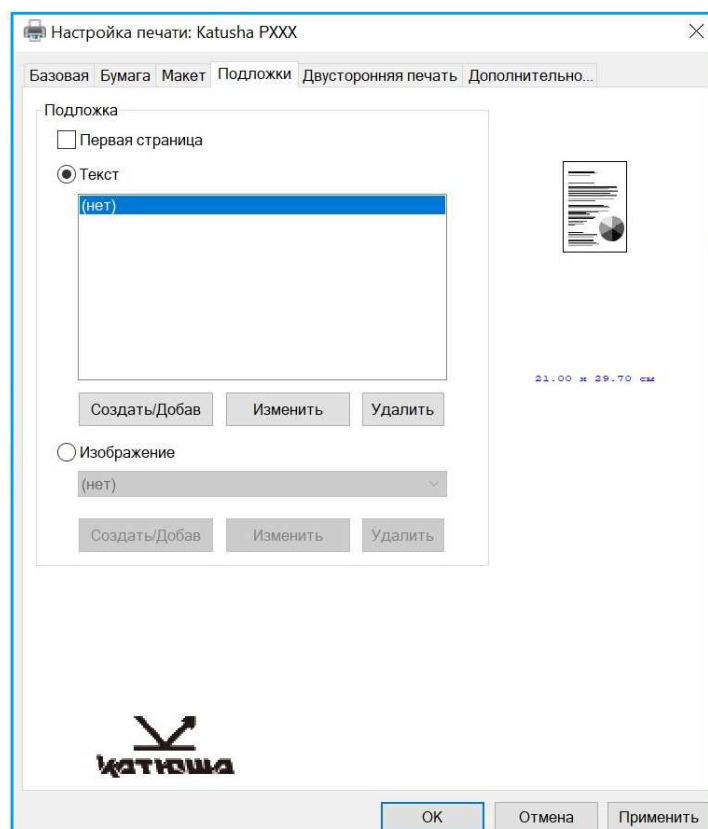 Настройка печати: Katusha PXXX
Базовая Бумага Макет Подложки Двусторонняя печать Дополнительно...
Подложка
Первая страница
Текст
(нет)
21.00 x 29.70 см
Создать/Добав Изменить Удалить
Изображение
(нет)
Создать/Добав Изменить Удалить
катюша
OK Отмена Применить